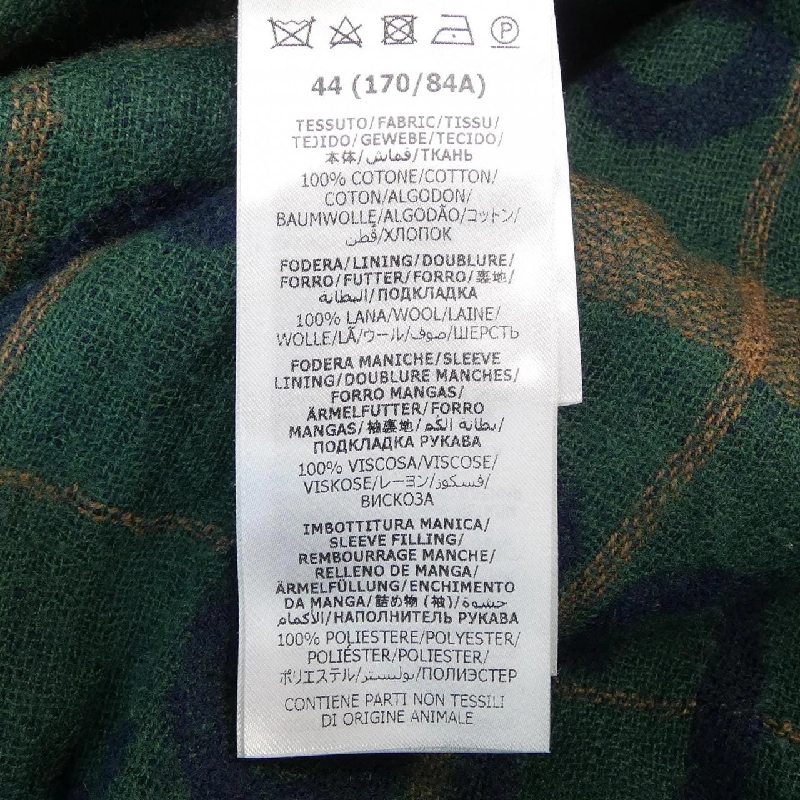 P
44 (170/84A)
TESSUTO/FABRIC/TISSU/
TEJIDO/GEWEBE/TECIDO/
本体/قماش/ТКАНЬ
100% COTONE/COTTON/
COTON/ALGODON/
BAUMWOLLE/ALGODÃO/コットン/
قطن/ХЛОПОК
FODERA/LINING/DOUBLURE/
FORRO/FUTTER/FORRO/裏地/
البطانة/ПОДКЛАДКА
100% LANA/WOOL/LAINE/
WOLLE/LÃ/ウール/صوف/ШЕРСТЬ
FODERA MANICHE/SLEEVE
LINING/DOUBLURE MANCHES/
FORRO MANGAS/
ÄRMELFUTTER/FORRO
MANGAS/袖裏地/بطانة الكُم/
ПОДКЛАДКА РУКАВА
100% VISCOSA/VISCOSE/
VISKOSE/レーヨン/فسكوز/
ВИСКОЗА
IMBOTTITURA MANICA/
SLEEVE FILLING/
REMBOURRAGE MANCHE/
RELLENO DE MANGA/
ÄRMELFÜLLUNG/ENCHIMENTO
DA MANGA/詰め物 (袖)/حشوة
الأكمام/НАПОЛНИТЕЛЬ РУКАВА
100% POLIESTERE/POLYESTER/
POLIÉSTER/POLIESTER/
ポリエステル/بوليستر/ПОЛИЭСТЕР
CONTIENE PARTI NON TESSILI
DI ORIGINE ANIMALE